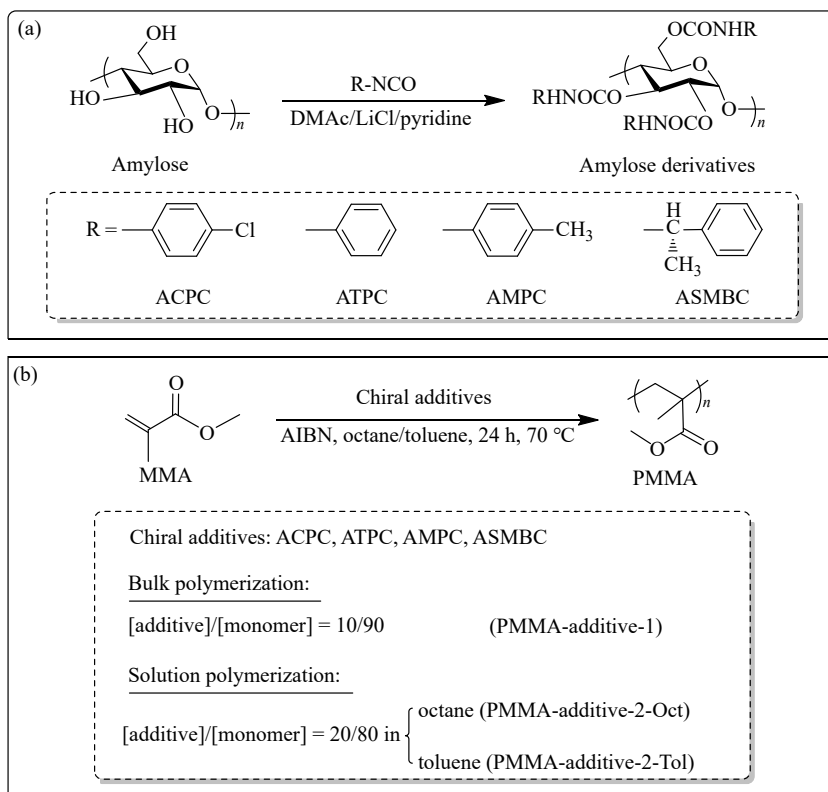 (a)
OH
O
HO
HO
O
n
Amylose
R-NCO
DMAc/LiCl/pyridine
OCONHR
O
RHNOCO
RHNOCO
O
n
Amylose derivatives
R =
Cl
CH3
H
C
CH3
ACPC
ATPC
AMPC
ASMBC
(b)
O
O
MMA
Chiral additives
AIBN, octane/toluene, 24 h, 70 °C
n
O
O
PMMA
Chiral additives: ACPC, ATPC, AMPC, ASMBC
Bulk polymerization:
[additive]/[monomer] = 10/90 (PMMA-additive-1)
Solution polymerization:
[additive]/[monomer] = 20/80 in
octane (PMMA-additive-2-Oct)
toluene (PMMA-additive-2-Tol)